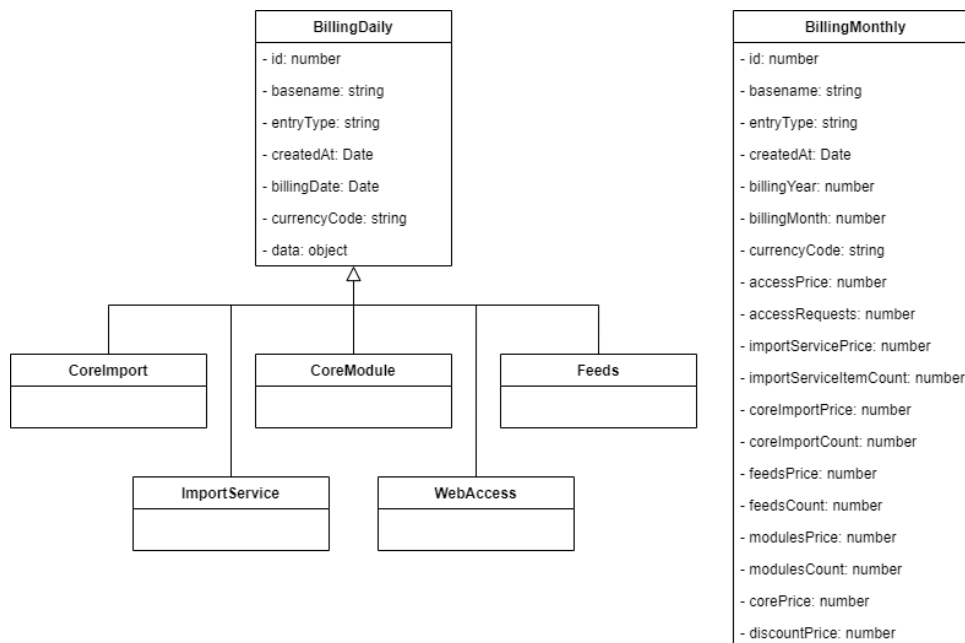 BillingDaily
- id: number
- basename: string
- entryType: string
- createdAt: Date
- billingDate: Date
- currencyCode: string
- data: object
CoreImport
CoreModule
Feeds
ImportService
WebAccess
BillingMonthly
- id: number
- basename: string
- entryType: string
- createdAt: Date
- billingYear: number
- billingMonth: number
- currencyCode: string
- accessPrice: number
- accessRequests: number
- importServicePrice: number
- importServiceItemCount: number
- coreImportPrice: number
- coreImportCount: number
- feedsPrice: number
- feedsCount: number
- modulesPrice: number
- modulesCount: number
- corePrice: number
- discountPrice: number